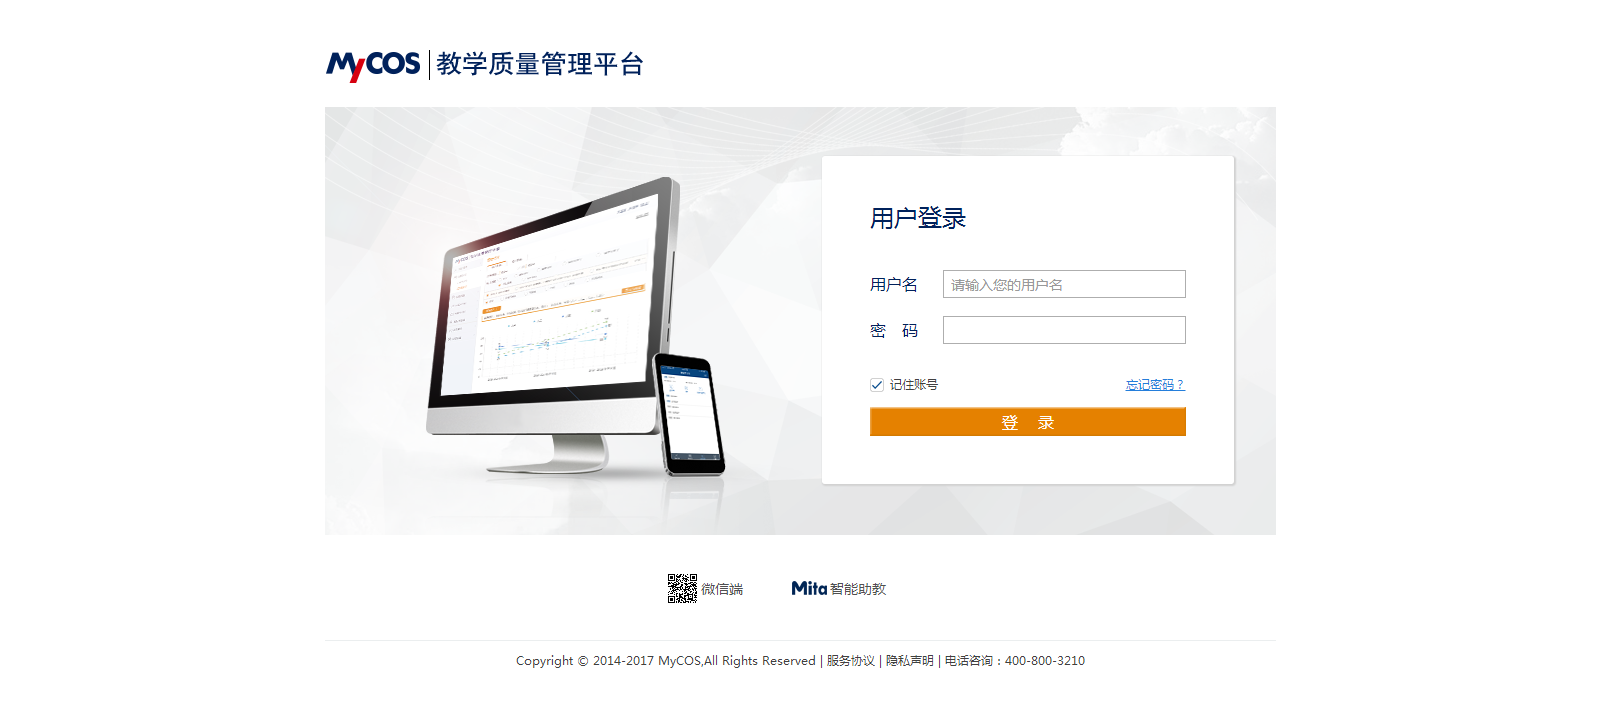 MyCOS 教学质量管理平台
用户登录
用户名 请输入您的用户名
密 码
记住账号 忘记密码？
登 录
微信端 Mita 智能助教
Copyright © 2014-2017 MyCOS,All Rights Reserved | 服务协议 | 隐私声明 | 电话咨询：400-800-3210